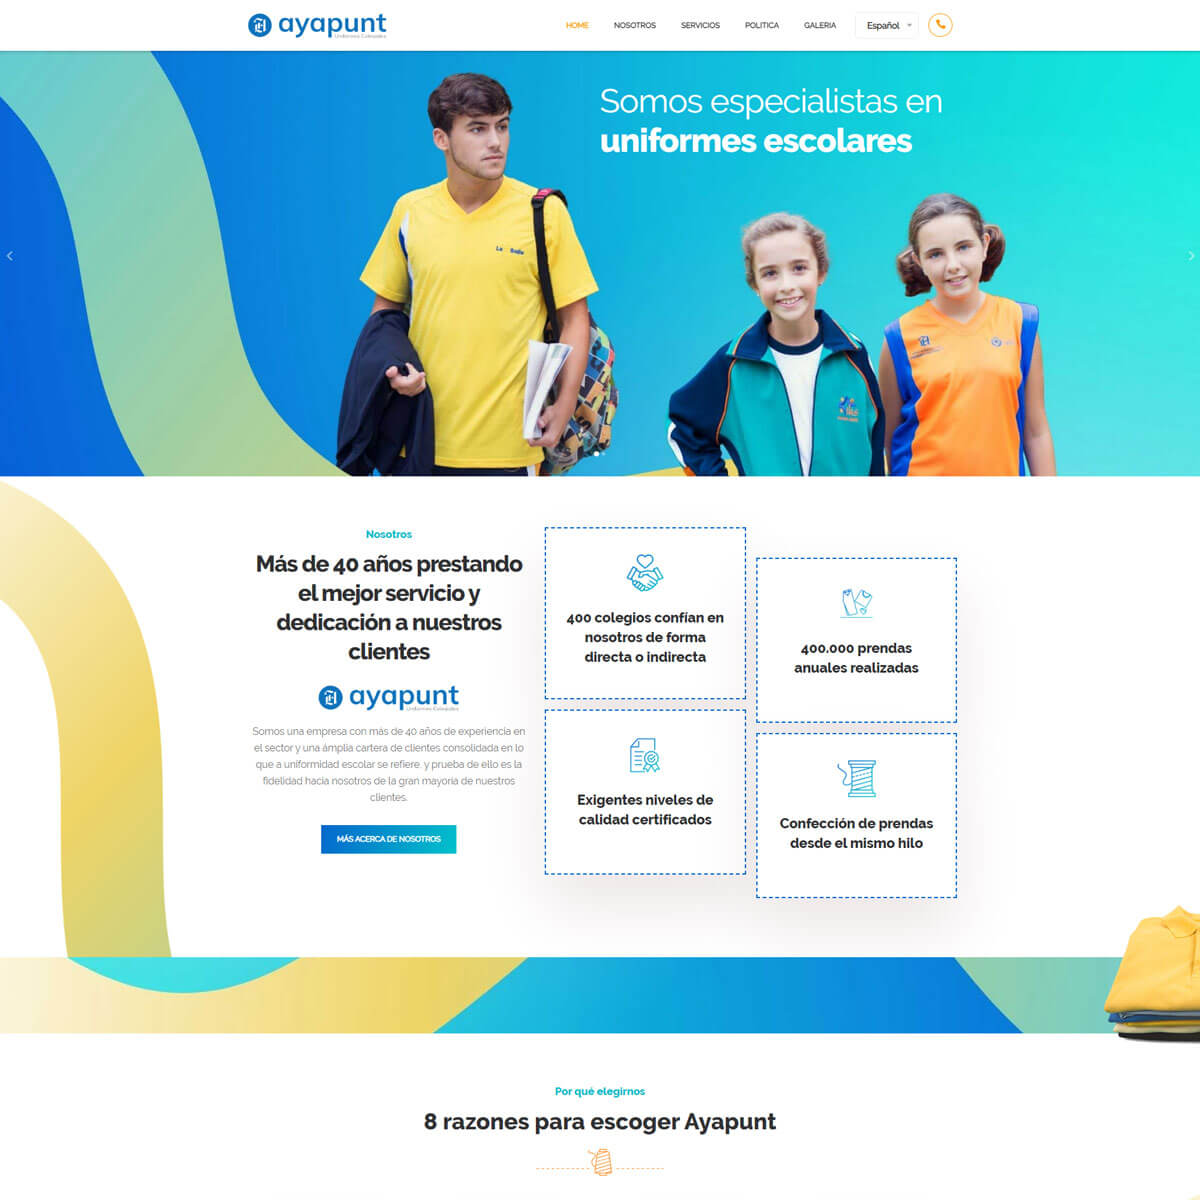 ayapunt
Uniformes Colegiales
HOME
NOSOTROS
SERVICIOS
POLITICA
GALERIA
Español
Somos especialistas en
uniformes escolares
La Salle
Nosotros
Más de 40 años prestando
el mejor servicio y
dedicación a nuestros
clientes
ayapunt
Uniformes Colegiales
Somos una empresa con más de 40 años de experiencia en
el sector y una ámplia cartera de clientes consolidada en lo
que a uniformidad escolar se refiere, y prueba de ello es la
fidelidad hacia nosotros de la gran mayoria de nuestros
clientes.
MÁS ACERCA DE NOSOTROS
400 colegios confían en
nosotros de forma
directa o indirecta
400.000 prendas
anuales realizadas
Exigentes niveles de
calidad certificados
Confección de prendas
desde el mismo hilo
Por qué elegirnos
8 razones para escoger Ayapunt